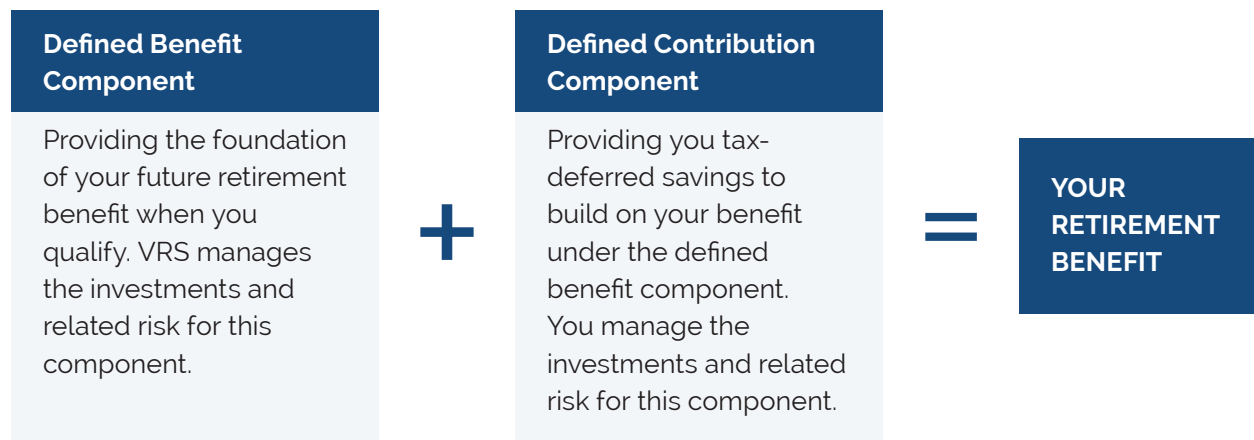 Defined Benefit
Component
Providing the foundation
of your future retirement
benefit when you
qualify. VRS manages
the investments and
related risk for this
component.
+
Defined Contribution
Component
Providing you tax-
deferred savings to
build on your benefit
under the defined
benefit component.
You manage the
investments and related
risk for this component.
=
YOUR
RETIREMENT
BENEFIT